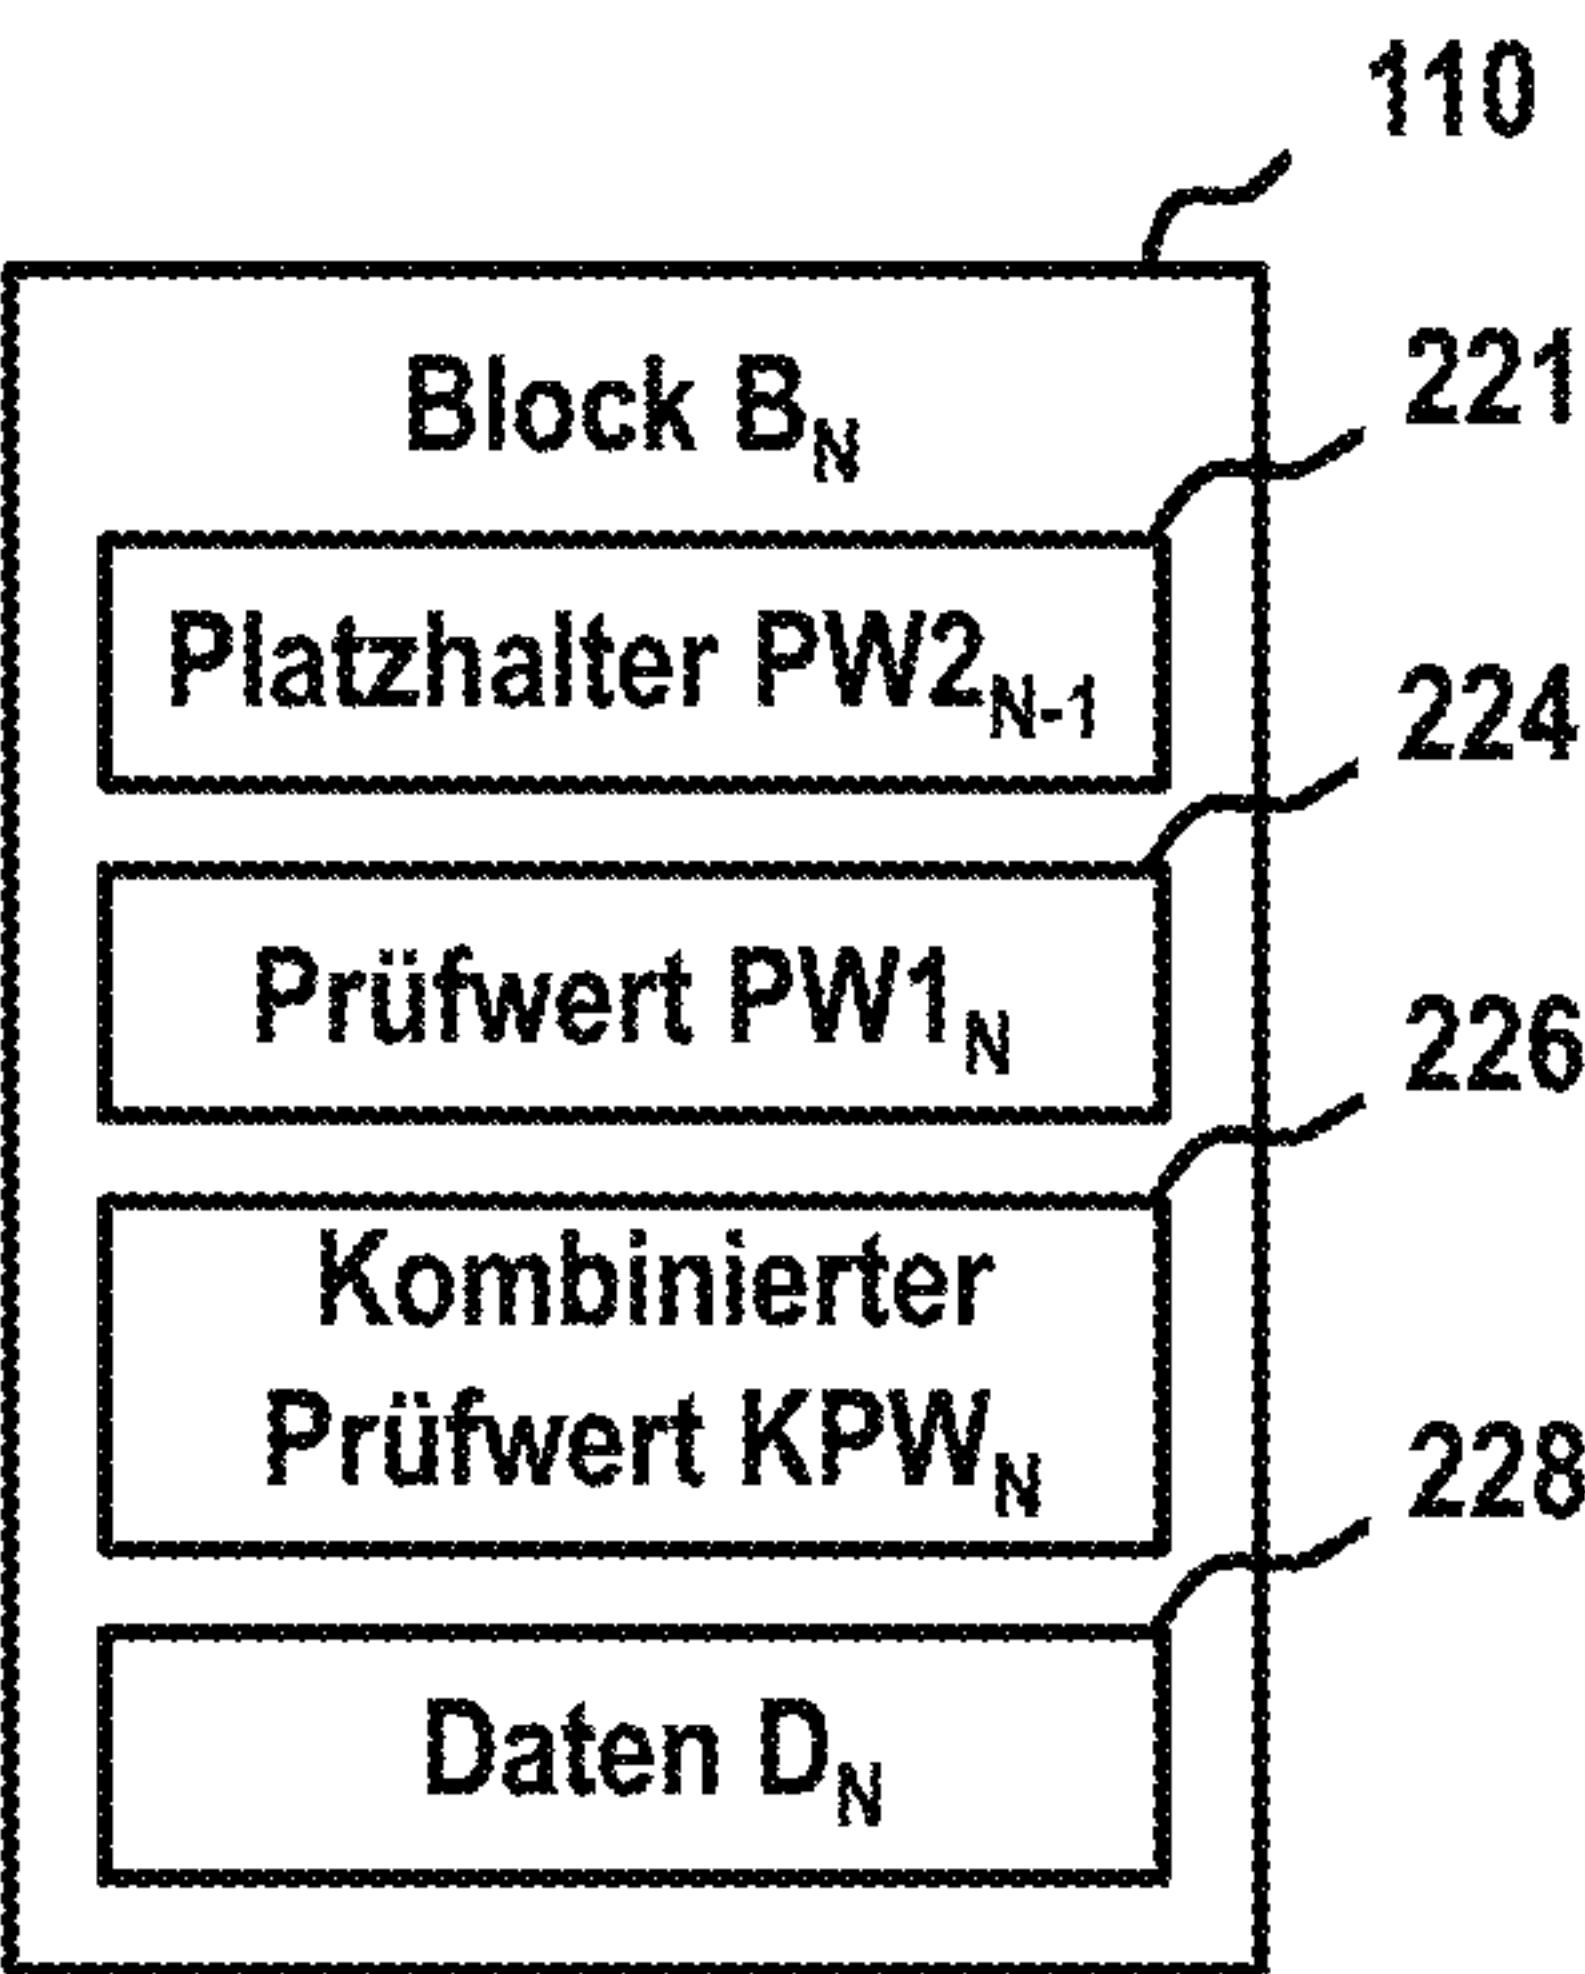 110
Block B_N
221
Platzhalter PW2_N-1
224
Prüfwert PW1_N
226
Kombinierter
Prüfwert KPW_N
228
Daten D_N